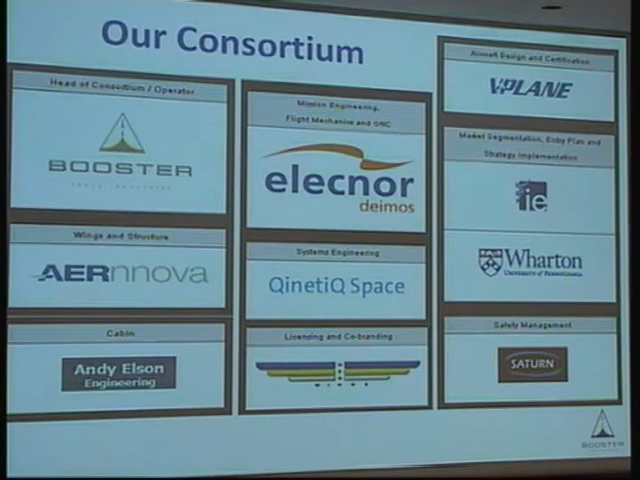 Our Consortium
Head of Consortium / Operator
BOOSTER
SPACE INDUSTRIES
Wings and Structure
AERnnova
Cabin
Andy Elson
Engineering
Mission Engineering,
Flight Mechanics and GNC
elecnor
deimos
Systems Engineering
QinetiQ Space
Licensing and Co-branding
Aircraft Design and Certification
VPLANE
Market Segmentation, Entry Plan and
Strategy Implementation
ie
Wharton
UNIVERSITY of PENNSYLVANIA
Safety Management
SATURN
BOOSTER